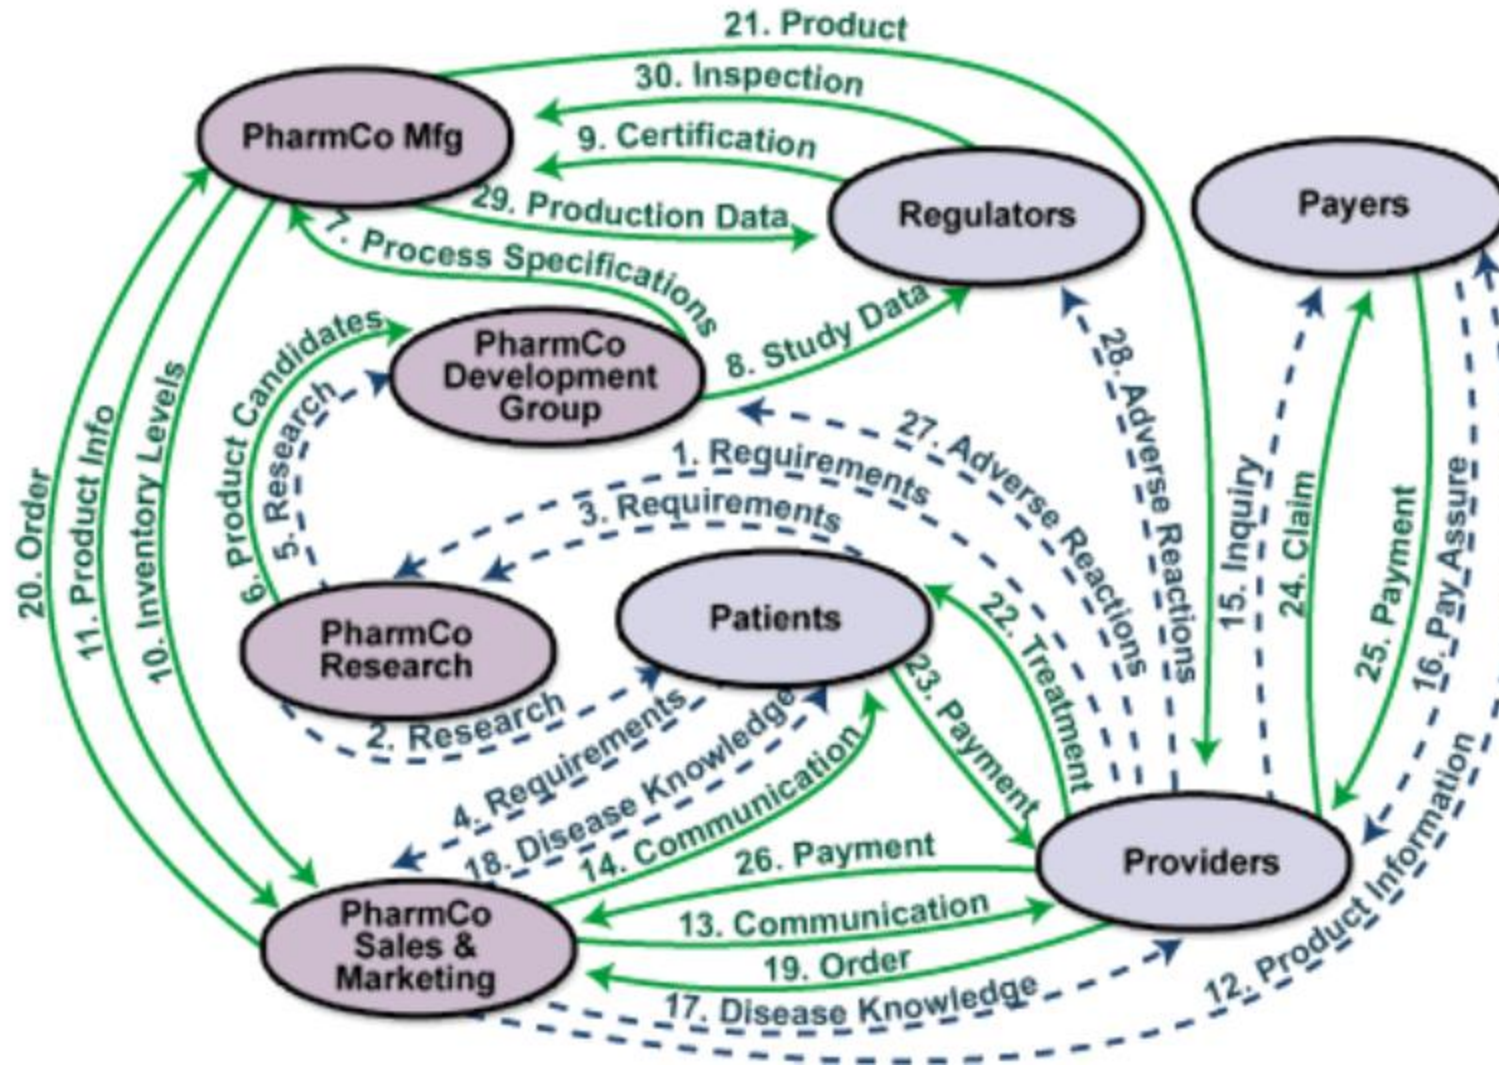 21. Product
30. Inspection
9. Certification
PharmCo Mfg
29. Production Data
Regulators
Payers
7. Process Specifications
8. Study Data
PharmCo
Development
Group
6. Product Candidates
5. Research
28. Adverse Reactions
27. Adverse Reactions
1. Requirements
3. Requirements
20. Order
11. Product Info
10. Inventory Levels
15. Inquiry
24. Claim
25. Payment
16. Pay Assure
PharmCo
Research
Patients
22. Treatment
23. Payment
2. Research
4. Requirements
18. Disease Knowledge
14. Communication
26. Payment
Providers
13. Communication
19. Order
PharmCo
Sales &
Marketing
17. Disease Knowledge
12. Product Information